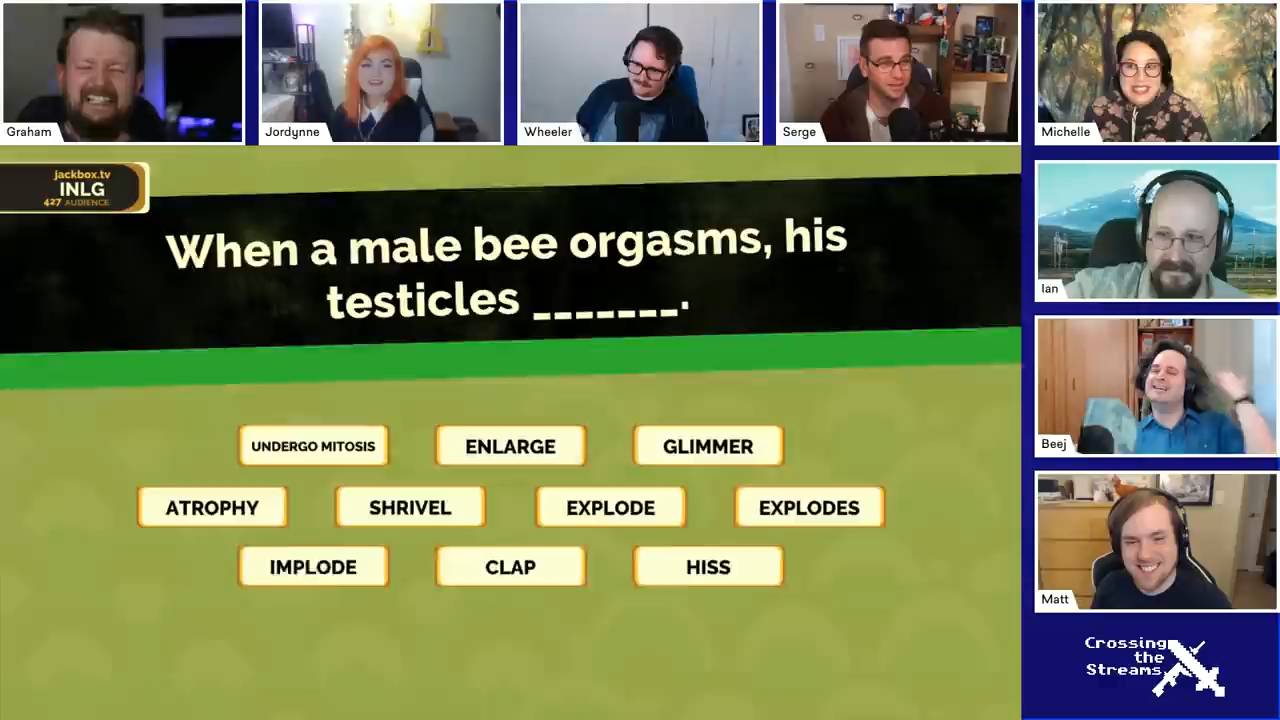 Graham
Jordynne
Wheeler
Serge
Michelle
jackbox.tv
INLG
427 AUDIENCE
When a male bee orgasms, his
testicles _______.
UNDERGO MITOSIS
ENLARGE
GLIMMER
ATROPHY
SHRIVEL
EXPLODE
EXPLODES
IMPLODE
CLAP
HISS
Ian
Beej
Matt
Crossing
the
Streams